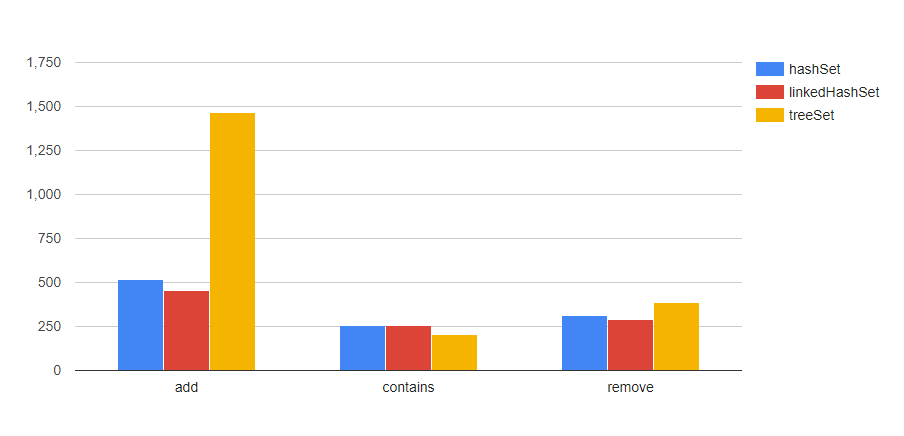 1,750
1,500
1,250
1,000
750
500
250
0
add
contains
remove
hashSet
linkedHashSet
treeSet